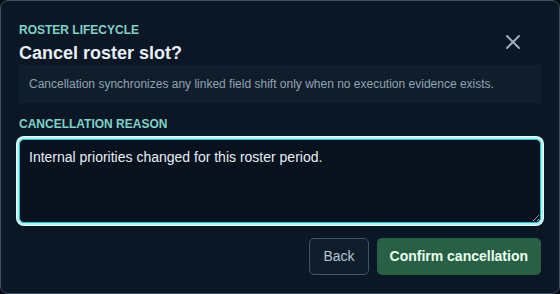 ROSTER LIFECYCLE
Cancel roster slot?
Cancellation synchronizes any linked field shift only when no execution evidence exists.
CANCELLATION REASON
Internal priorities changed for this roster period.
Back Confirm cancellation